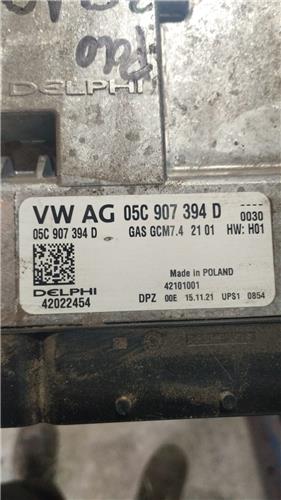 DELPHI
VW AG 05C 907 394 D 0030
05C 907 394 D GAS GCM7.4 21 01 HW: H01
Made in POLAND
DELPHI 42101001
42022454 DPZ 00E 15.11.21 UPS1 0854